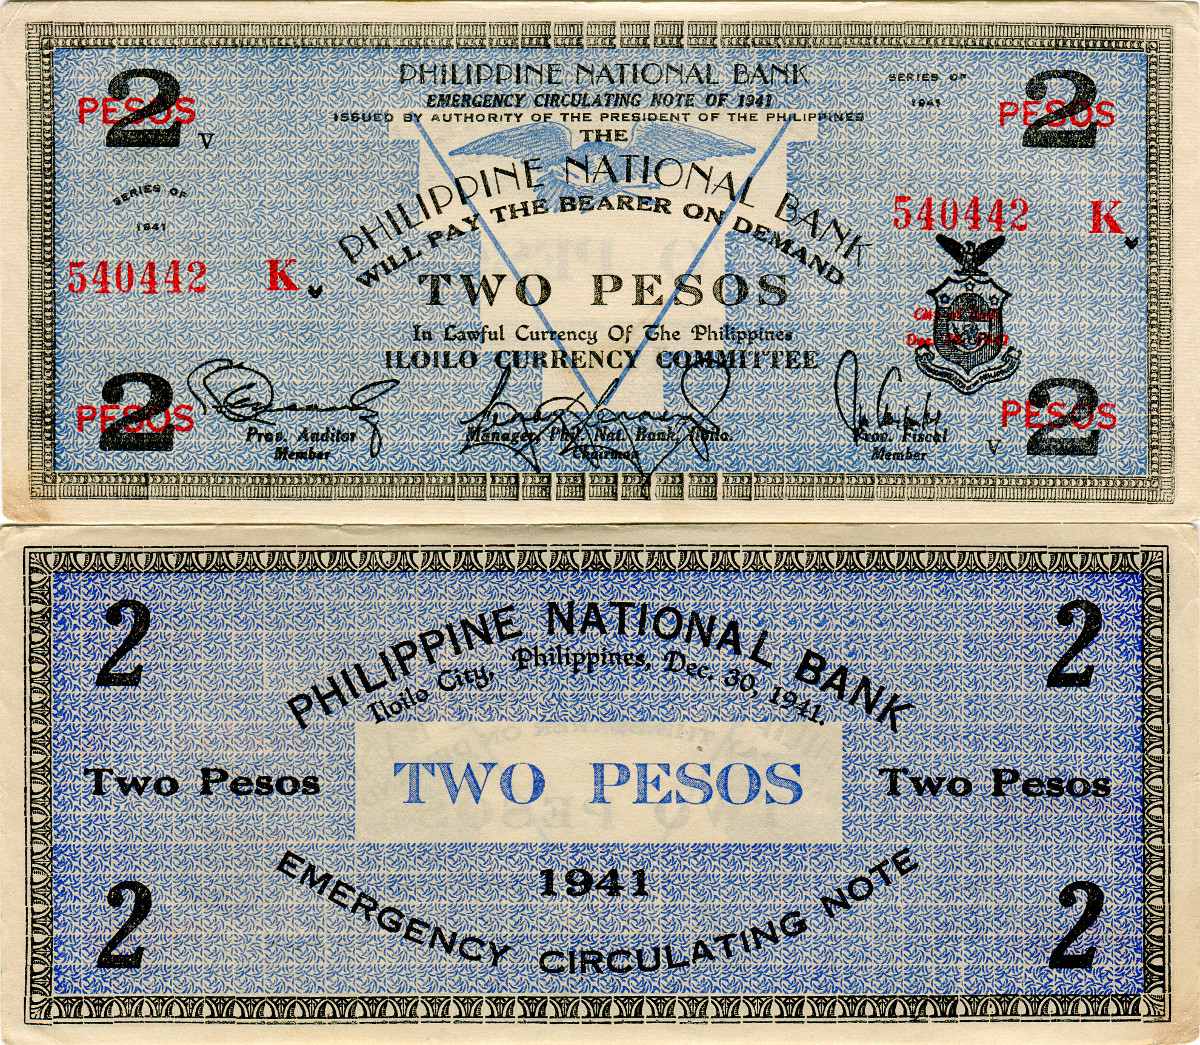 PHILIPPINE NATIONAL BANK
EMERGENCY CIRCULATING NOTE OF 1941
ISSUED BY AUTHORITY OF THE PRESIDENT OF THE PHILIPPINES
THE
PHILIPPINE NATIONAL BANK
WILL PAY THE BEARER ON DEMAND
TWO PESOS
In Lawful Currency Of The Philippines
ILOILO CURRENCY COMMITTEE
2
PESOS
V
SERIES OF
1941
540442 K
2
PESOS
SERIES OF
1941
2
PESOS
540442 K
2
PESOS
V
Prov. Auditor
Member
Manager, Phil. Nat. Bank, Iloilo.
Chairman
Prov. Fiscal
Member
2
2
PHILIPPINE NATIONAL BANK
Iloilo City, Philippines, Dec. 30, 1941.
Two Pesos
TWO PESOS
Two Pesos
1941
EMERGENCY CIRCULATING NOTE
2
2